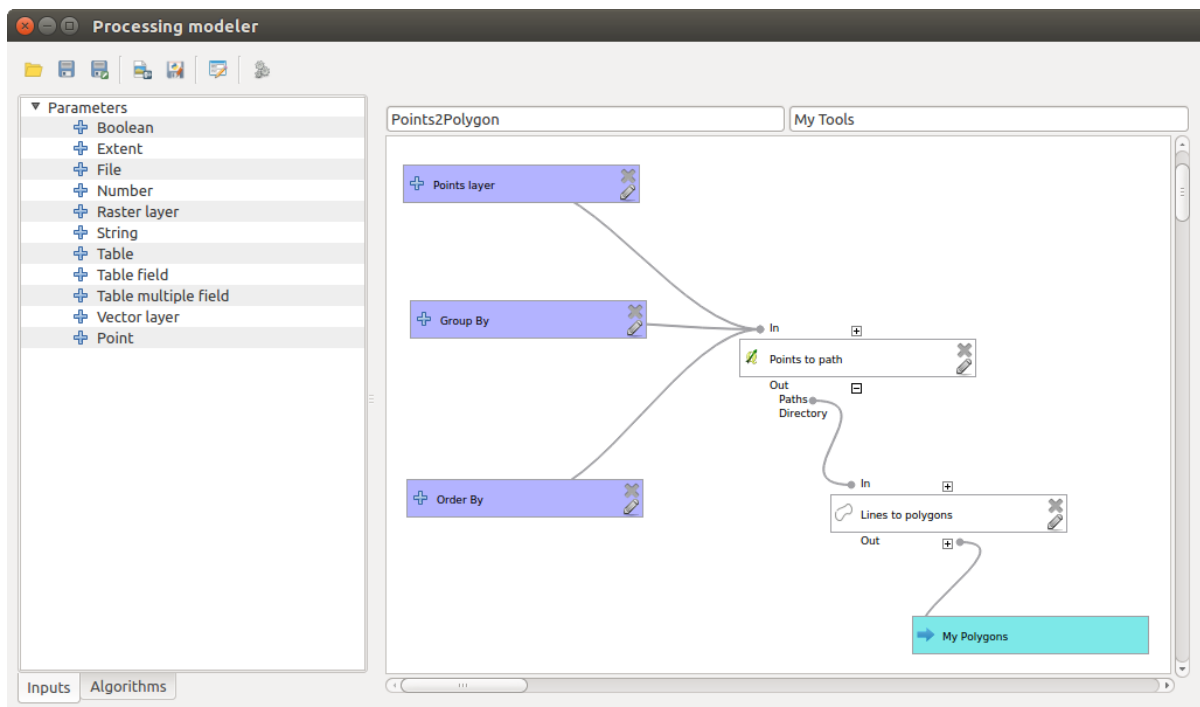 Processing modeler
Parameters
Boolean
Extent
File
Number
Raster layer
String
Table
Table field
Table multiple field
Vector layer
Point
Inputs
Algorithms
Points2Polygon
My Tools
Points layer
Group By
Order By
In
Points to path
Out
Paths
Directory
In
Lines to polygons
Out
My Polygons